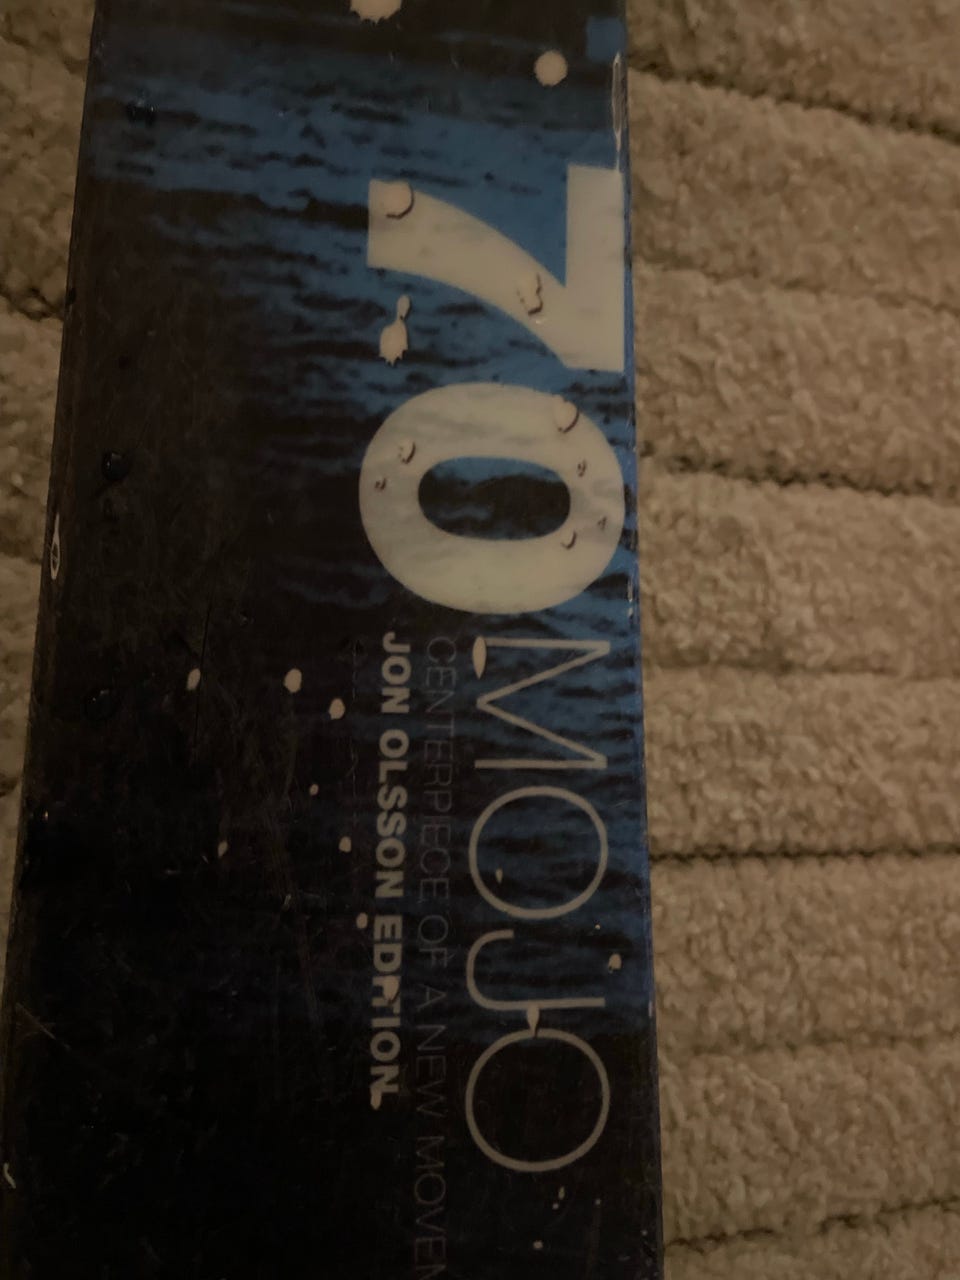 70 MOJO
CENTERPIECE OF A NEW MOVEM
JON OLSSON EDITION